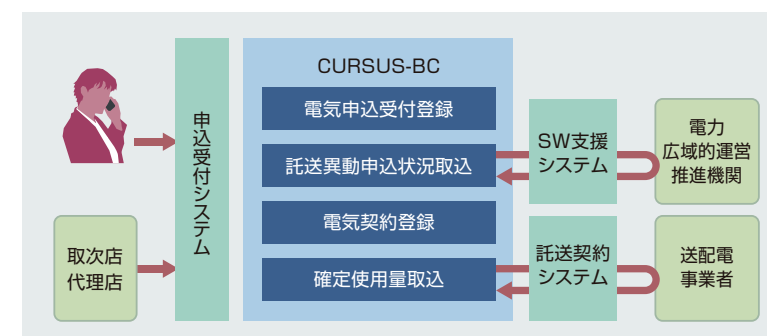 CURSUS-BC
電気申込受付登録
託送異動申込状況取込
電気契約登録
確定使用量取込
申込受付システム
取次店
代理店
SW支援
システム
託送契約
システム
電力
広域的運営
推進機関
送配電
事業者